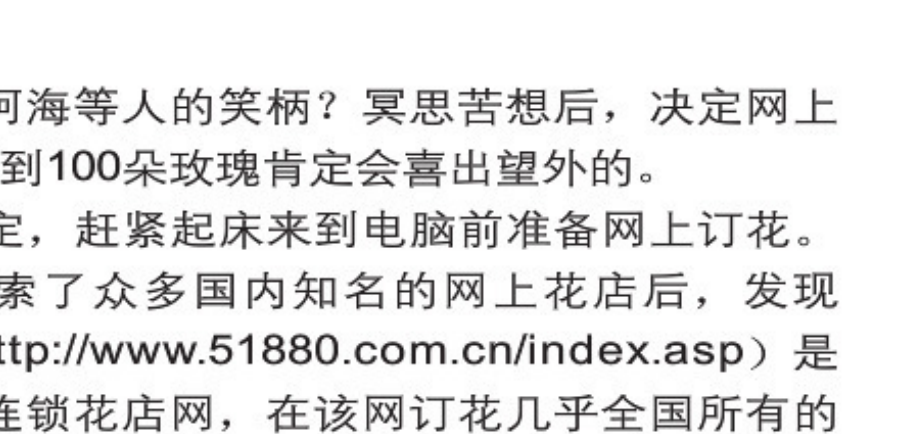 海等人的笑柄？冥思苦想后，决定网上
到100朵玫瑰肯定会喜出望外的。
定，赶紧起床来到电脑前准备网上订花。
索了众多国内知名的网上花店后，发现
ttp://www.51880.com.cn/index.asp）是
连锁花店网，在该网订花几乎全国所有的